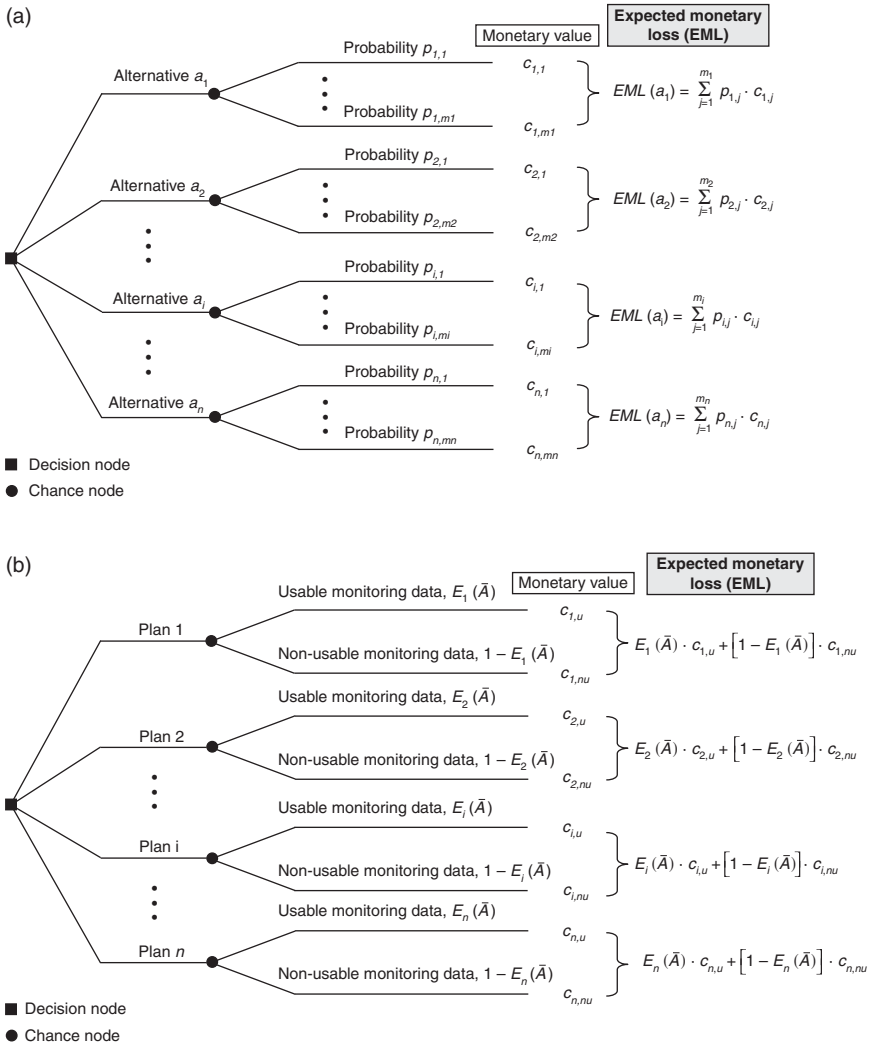 (a)
Monetary value
Expected monetary
loss (EML)
Alternative a1
Probability p1,1
c1,1
Probability p1,m1
c1,m1
EML (a1) = m1 Σ j=1 p1,j · c1,j
Alternative a2
Probability p2,1
c2,1
Probability p2,m2
c2,m2
EML (a2) = m2 Σ j=1 p2,j · c2,j
Alternative ai
Probability pi,1
ci,1
Probability pi,mi
ci,mi
EML (ai) = mi Σ j=1 pi,j · ci,j
Alternative an
Probability pn,1
cn,1
Probability pn,mn
cn,mn
EML (an) = mn Σ j=1 pn,j · cn,j
Decision node
Chance node
(b)
Monetary value
Expected monetary
loss (EML)
Plan 1
Usable monitoring data, E1 (Ā)
c1,u
Non-usable monitoring data, 1 – E1 (Ā)
c1,nu
E1 (Ā) · c1,u + [1 – E1 (Ā)] · c1,nu
Plan 2
Usable monitoring data, E2 (Ā)
c2,u
Non-usable monitoring data, 1 – E2 (Ā)
c2,nu
E2 (Ā) · c2,u + [1 – E2 (Ā)] · c2,nu
Plan i
Usable monitoring data, Ei (Ā)
ci,u
Non-usable monitoring data, 1 – Ei (Ā)
ci,nu
Ei (Ā) · ci,u + [1 – Ei (Ā)] · ci,nu
Plan n
Usable monitoring data, En (Ā)
cn,u
Non-usable monitoring data, 1 – En (Ā)
cn,nu
En (Ā) · cn,u + [1 – En (Ā)] · cn,nu
Decision node
Chance node